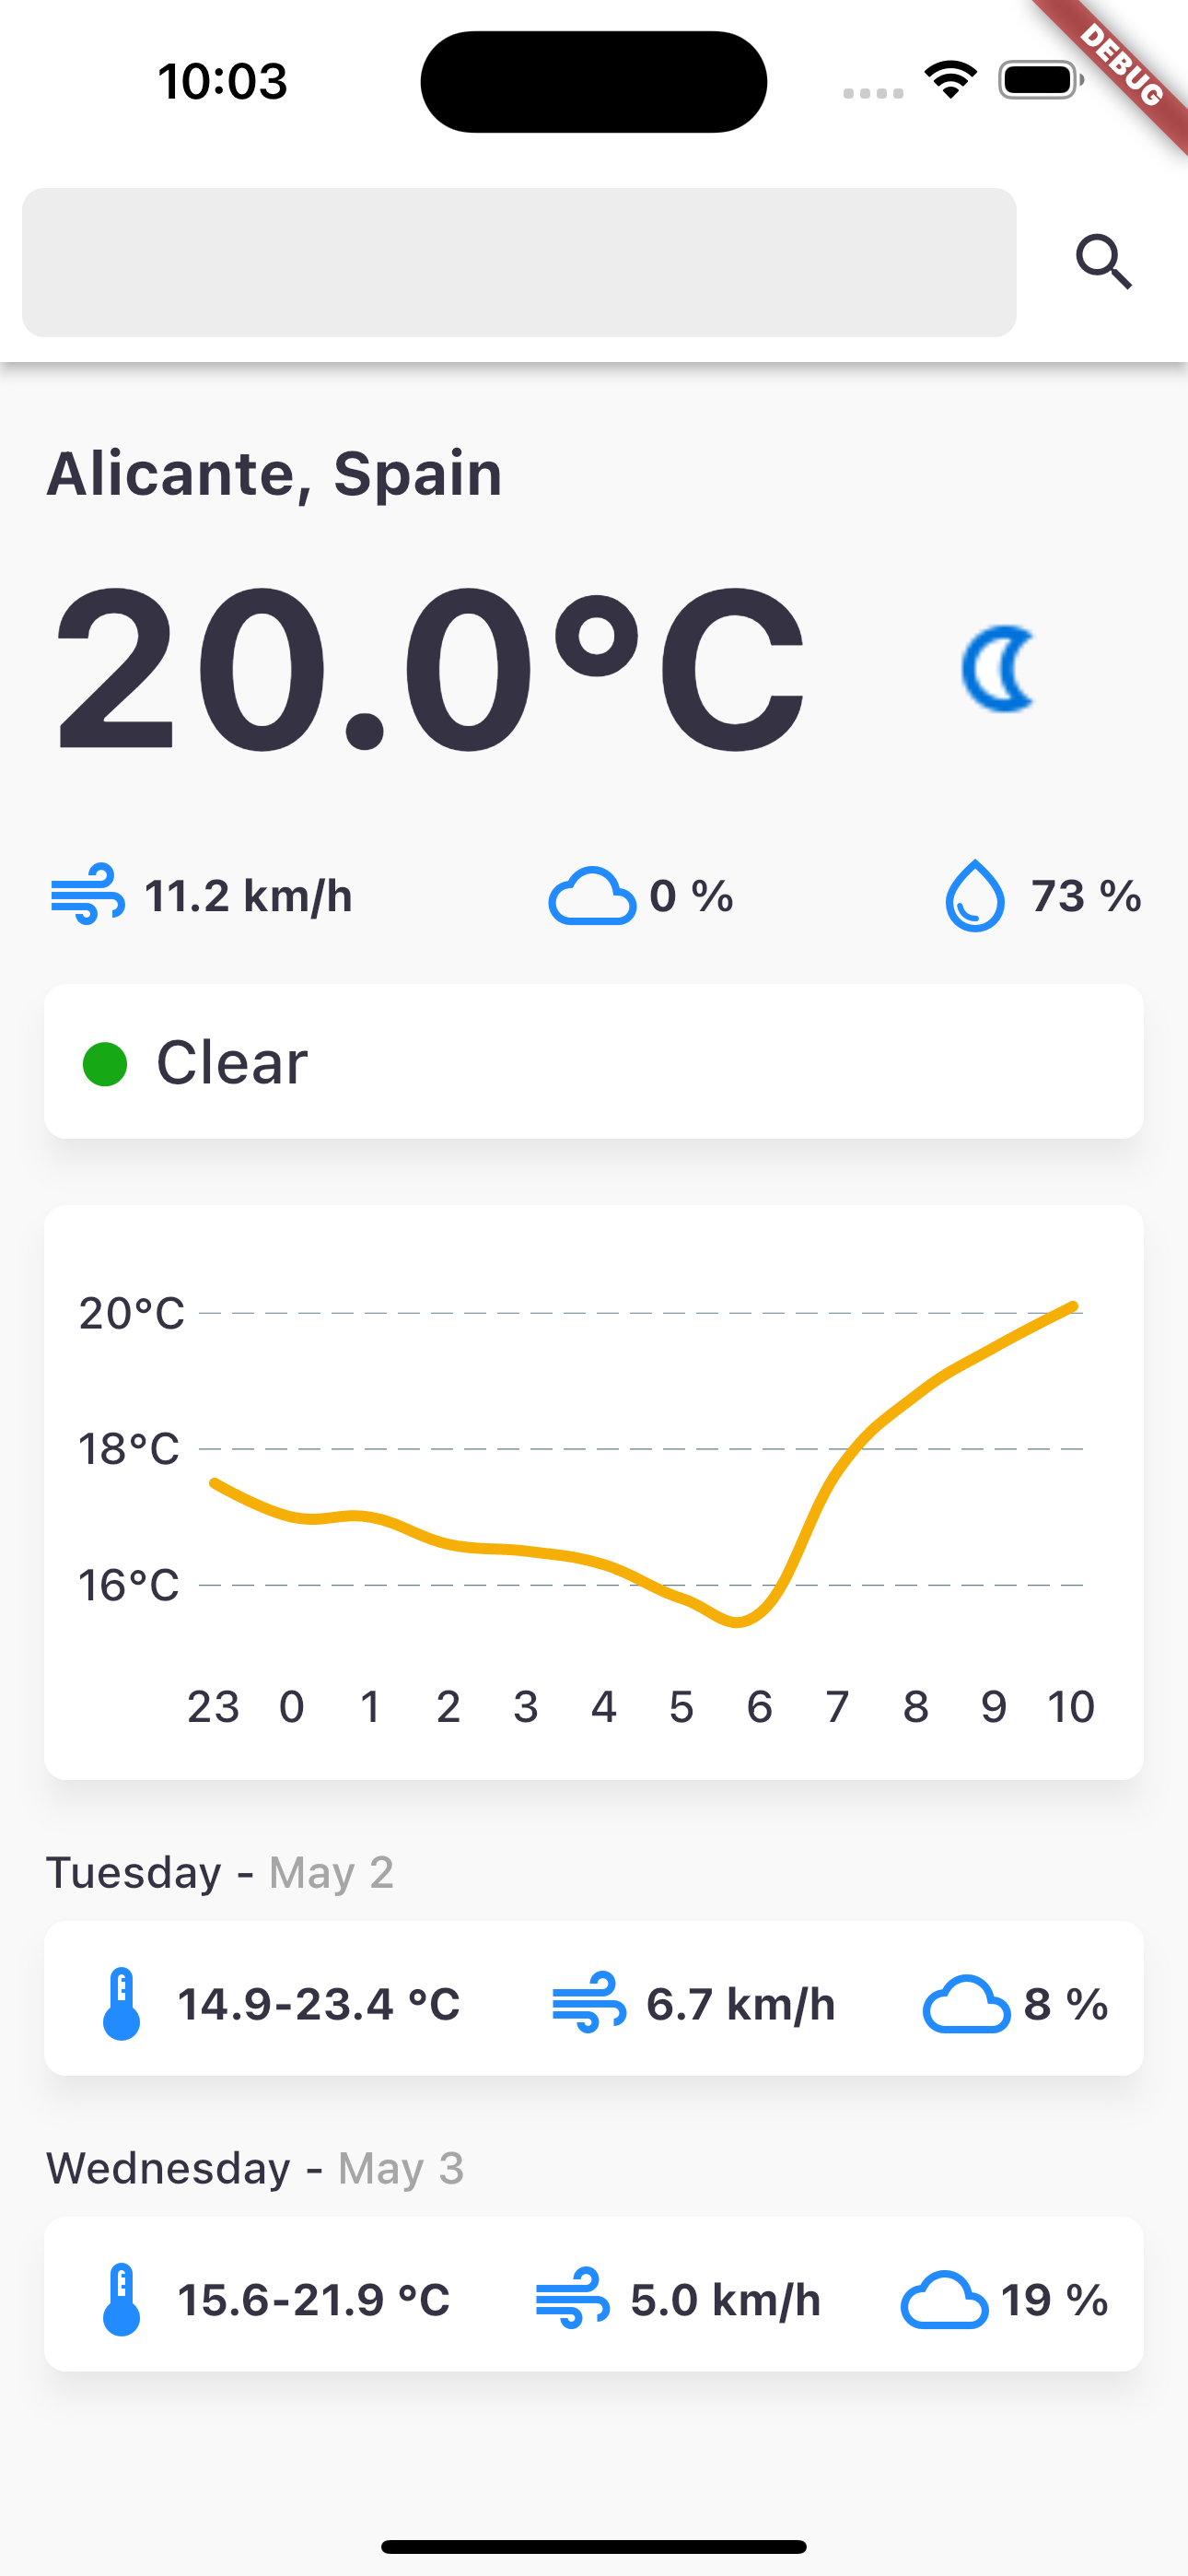 10:03
DEBUG
Alicante, Spain
20.0°C
11.2 km/h 0 % 73 %
Clear
20°C
18°C
16°C
23 0 1 2 3 4 5 6 7 8 9 10
Tuesday - May 2
14.9-23.4 °C 6.7 km/h 8 %
Wednesday - May 3
15.6-21.9 °C 5.0 km/h 19 %